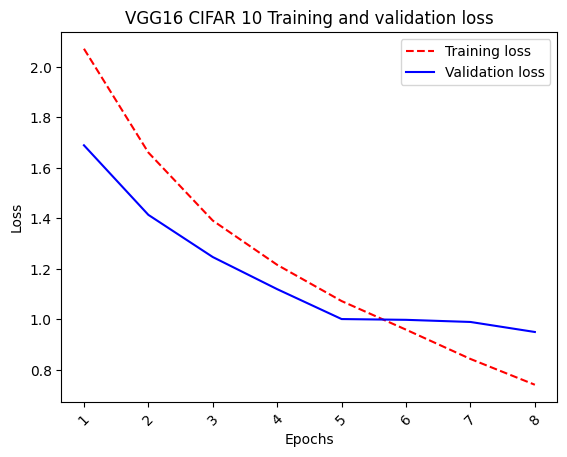 VGG16 CIFAR 10 Training and validation loss
Training loss
Validation loss
2.0
1.8
1.6
1.4
1.2
1.0
0.8
Loss
1 2 3 4 5 6 7 8
Epochs